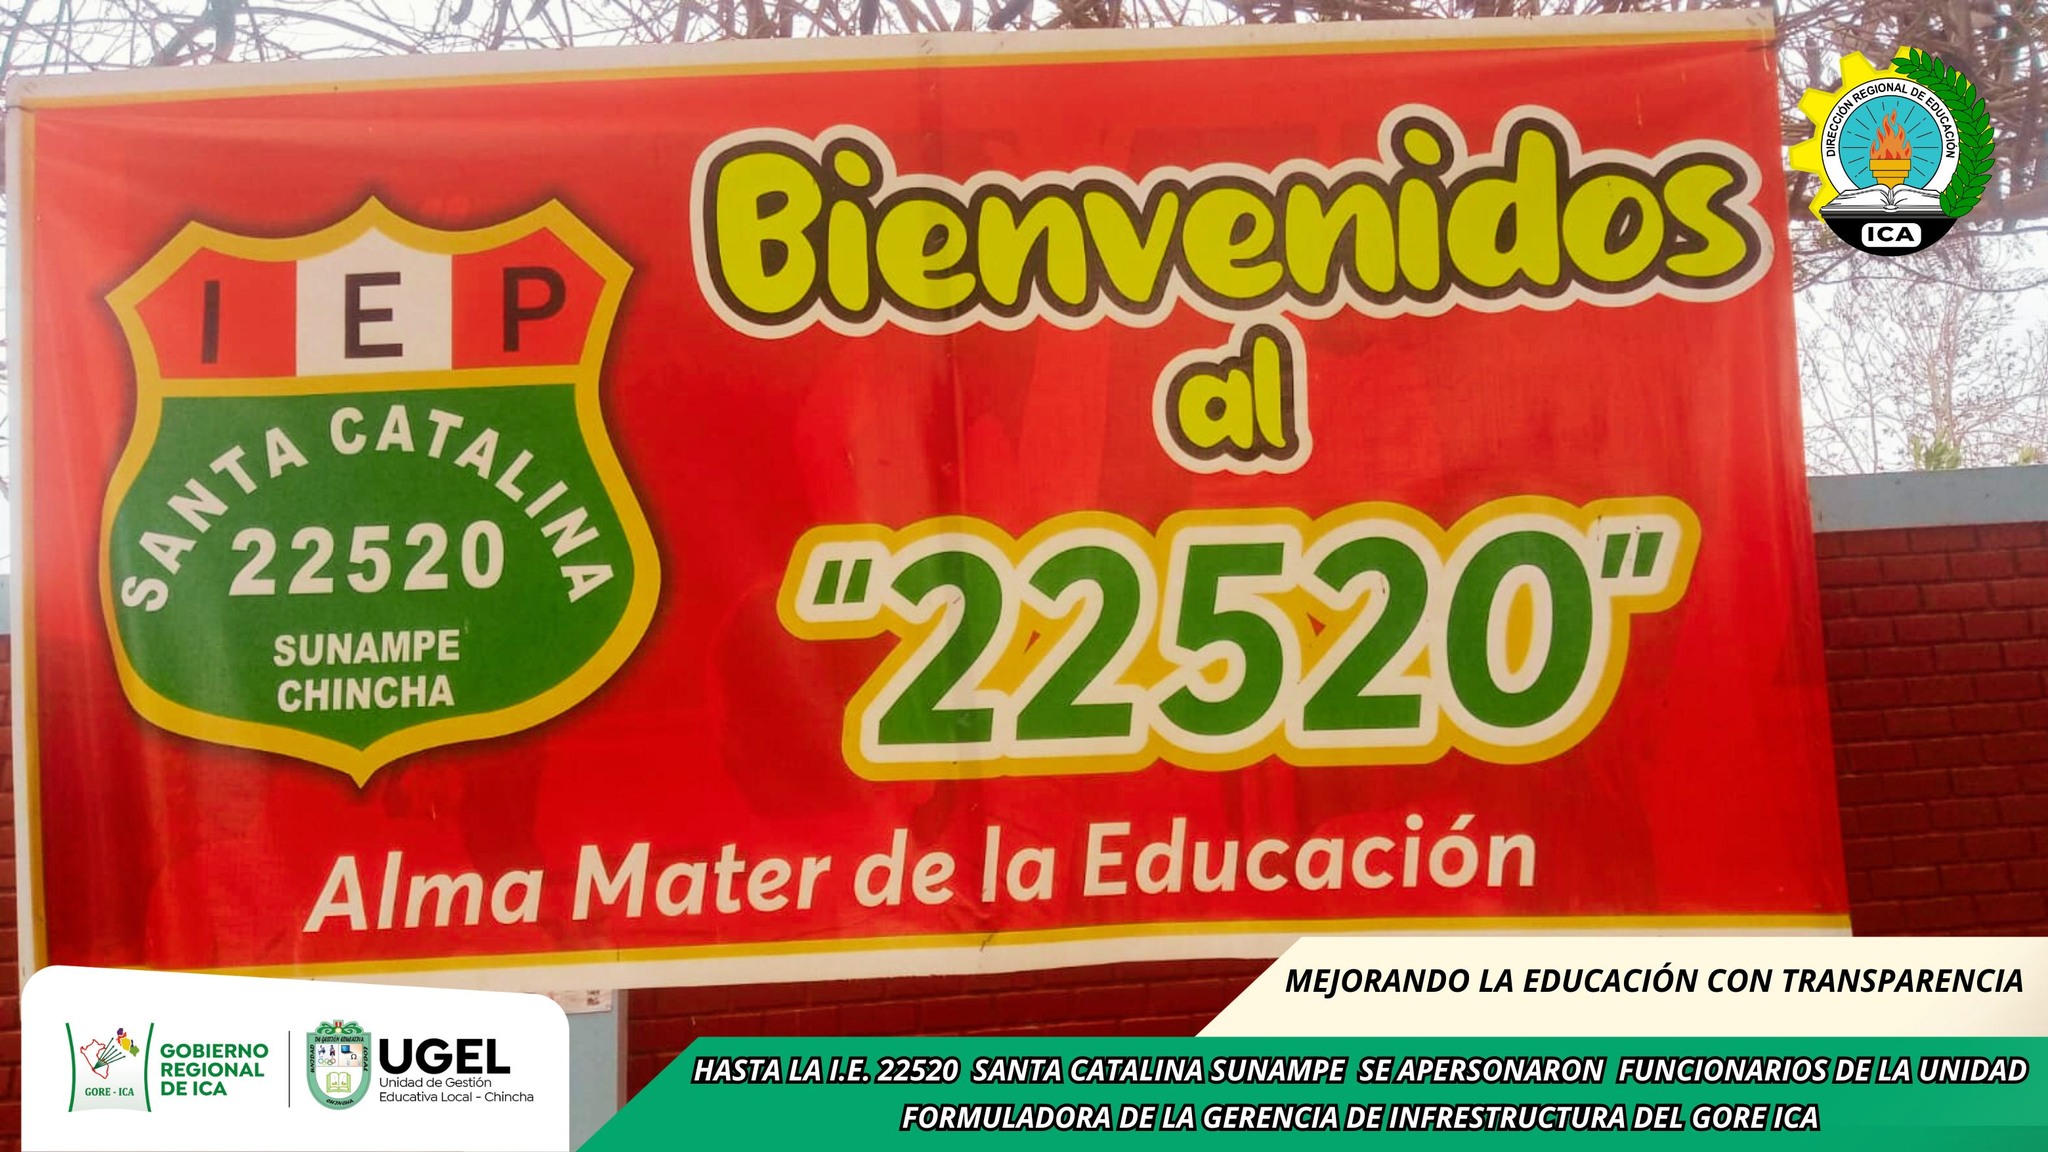 Bienvenidos
al
"22520"
I E P
SANTA CATALINA
22520
SUNAMPE
CHINCHA
Alma Mater de la Educación
DIRECCIÓN REGIONAL DE EDUCACIÓN
ICA
MEJORANDO LA EDUCACIÓN CON TRANSPARENCIA
HASTA LA I.E. 22520 SANTA CATALINA SUNAMPE SE APERSONARON FUNCIONARIOS DE LA UNIDAD
FORMULADORA DE LA GERENCIA DE INFRESTRUCTURA DEL GORE ICA
GORE - ICA
GOBIERNO
REGIONAL
DE ICA
UGEL
Unidad de Gestión
Educativa Local - Chincha